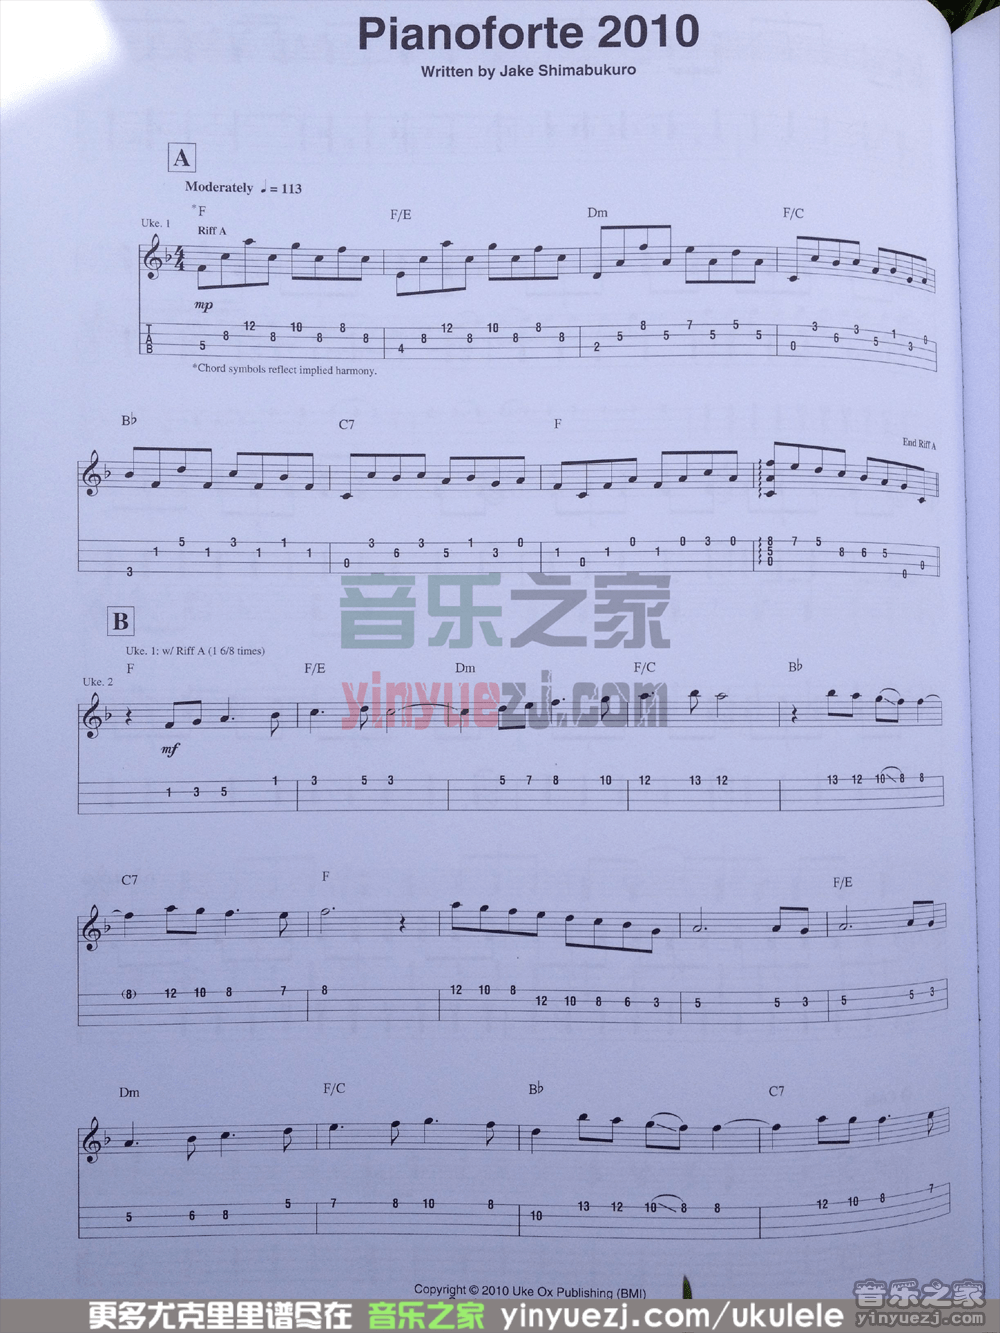 Pianoforte 2010
Written by Jake Shimabukuro
A
Moderately ♩ = 113
*F F/E Dm F/C
Uke. 1
Riff A
4
4
mp
T
A
B
5 8 12 8 10 8 8 8 4 8 12 8 10 8 8 8 2 5 8 5 7 5 5 5 0 3 6 3 5 1 3 0
*Chord symbols reflect implied harmony.
B♭ C7 F
End Riff A
3 1 5 1 3 1 1 1 0 3 6 3 5 1 3 0 1 0 1 0 1 0 3 0 8 5 0 0 7 5 8 6 5 0 0
音乐之家
yinyuezj.com
B
Uke. 1: w/ Riff A (1 6/8 times)
F F/E Dm F/C B♭
Uke. 2
mf
1 3 5 1 3 5 3 5 7 8 10 12 13 12 13 12 10 8 8
C7 F F/E
(8) 12 10 8 7 8 12 10 8 12 10 8 6 3 5 5 3 5 5 3
Dm F/C B♭ C7
5 6 8 5 7 8 10 8 10 13 12 10 8 8 12 10 8 7
Copyright © 2010 Uke Ox Publishing (BMI)
更多尤克里里谱尽在 音乐之家 yinyuezj.com/ukulele
音乐之家
yinyuezj.com